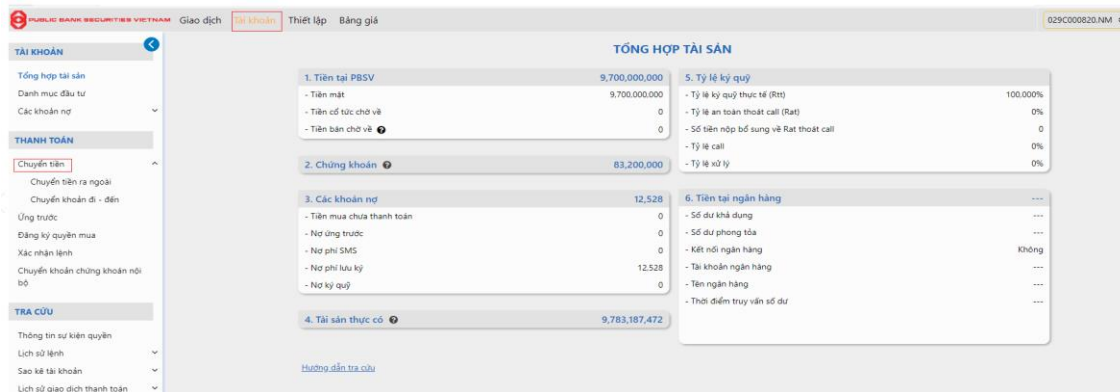 PUBLIC BANK SECURITIES VIETNAM Giao dịch Tài khoản Thiết lập Bảng giá 029C000820.NM
TÀI KHOẢN
Tổng hợp tài sản
Danh mục đầu tư
Các khoản nợ
THANH TOÁN
Chuyển tiền
Chuyển tiền ra ngoài
Chuyển khoản đi - đến
Ứng trước
Đăng ký quyền mua
Xác nhận lệnh
Chuyển khoản chứng khoán nội
bộ
TRA CỨU
Thông tin sự kiện quyền
Lịch sử lệnh
Sao kê tài khoản
Lịch sử giao dịch thanh toán
TỔNG HỢP TÀI SẢN
1. Tiền tại PBSV 9,700,000,000
- Tiền mặt 9,700,000,000
- Tiền cổ tức chờ về 0
- Tiền bán chờ về 0
2. Chứng khoán 83,200,000
3. Các khoản nợ 12,528
- Tiền mua chưa thanh toán 0
- Nợ ứng trước 0
- Nợ phí SMS 0
- Nợ phí lưu ký 12,528
- Nợ ký quỹ 0
4. Tài sản thực có 9,783,187,472
Hướng dẫn tra cứu
5. Tỷ lệ ký quỹ
- Tỷ lệ ký quỹ thực tế (Rtt) 100,000%
- Tỷ lệ an toàn thoát call (Rat) 0%
- Số tiền nộp bổ sung về Rat thoát call 0
- Tỷ lệ call 0%
- Tỷ lệ xử lý 0%
6. Tiền tại ngân hàng ---
- Số dư khả dụng ---
- Số dư phong tỏa ---
- Kết nối ngân hàng Không
- Tài khoản ngân hàng ---
- Tên ngân hàng ---
- Thời điểm truy vấn số dư ---